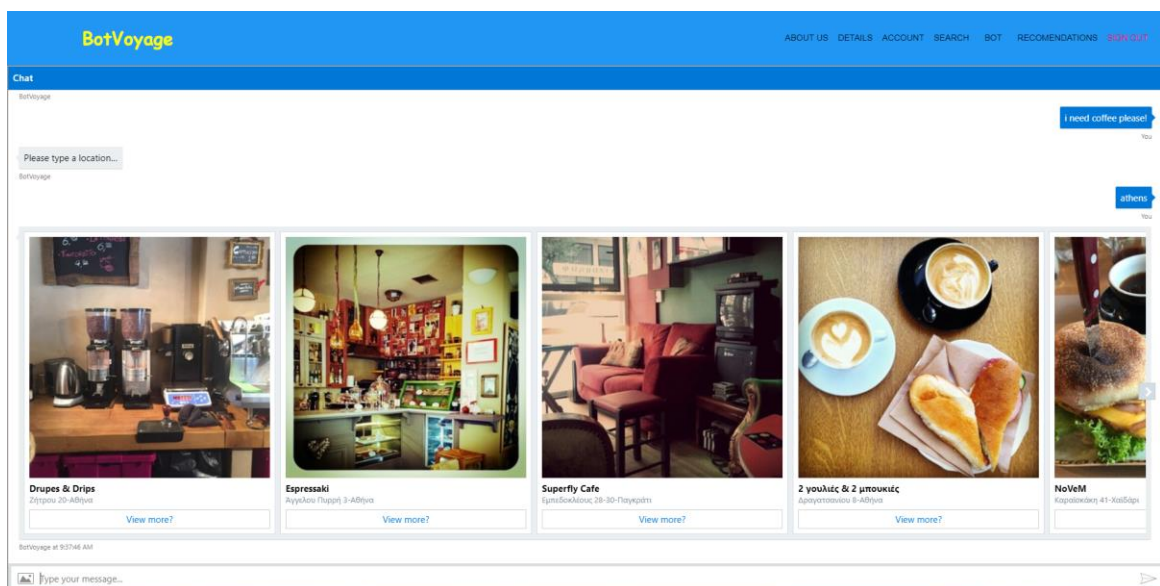 BotVoyage
ABOUT US DETAILS ACCOUNT SEARCH BOT RECOMENDATIONS SIGN OUT
Chat
BotVoyage
i need coffee please!
You
Please type a location...
BotVoyage
athens
You
Drupes & Drips
Ζήτρου 20-Αθήνα
View more?
Espressaki
Άγγελου Πυρρή 3-Αθήνα
View more?
Superfly Cafe
Εμπεδοκλέους 28-30-Παγκράτι
View more?
2 γουλιές & 2 μπουκιές
Δραγατσανίου 8-Αθήνα
View more?
NoVeM
Καραϊσκάκη 41-Χαϊδάρι
BotVoyage at 9:37:46 AM
Type your message...